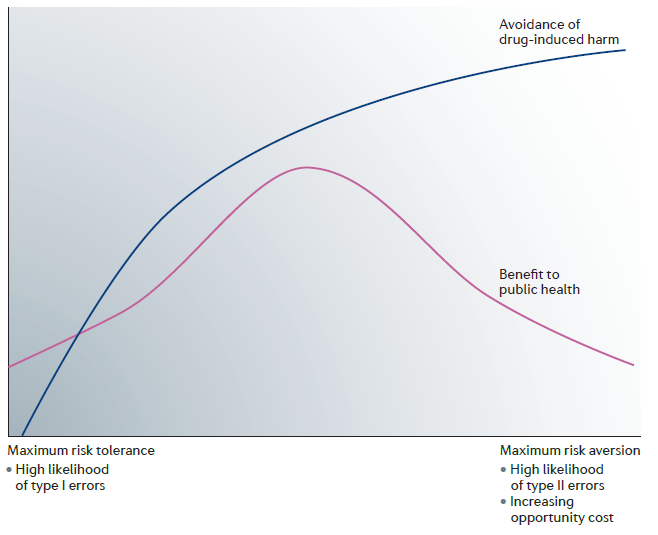 Avoidance of
drug-induced harm
Benefit to
public health
Maximum risk tolerance
• High likelihood
of type I errors
Maximum risk aversion
• High likelihood
of type II errors
• Increasing
opportunity cost